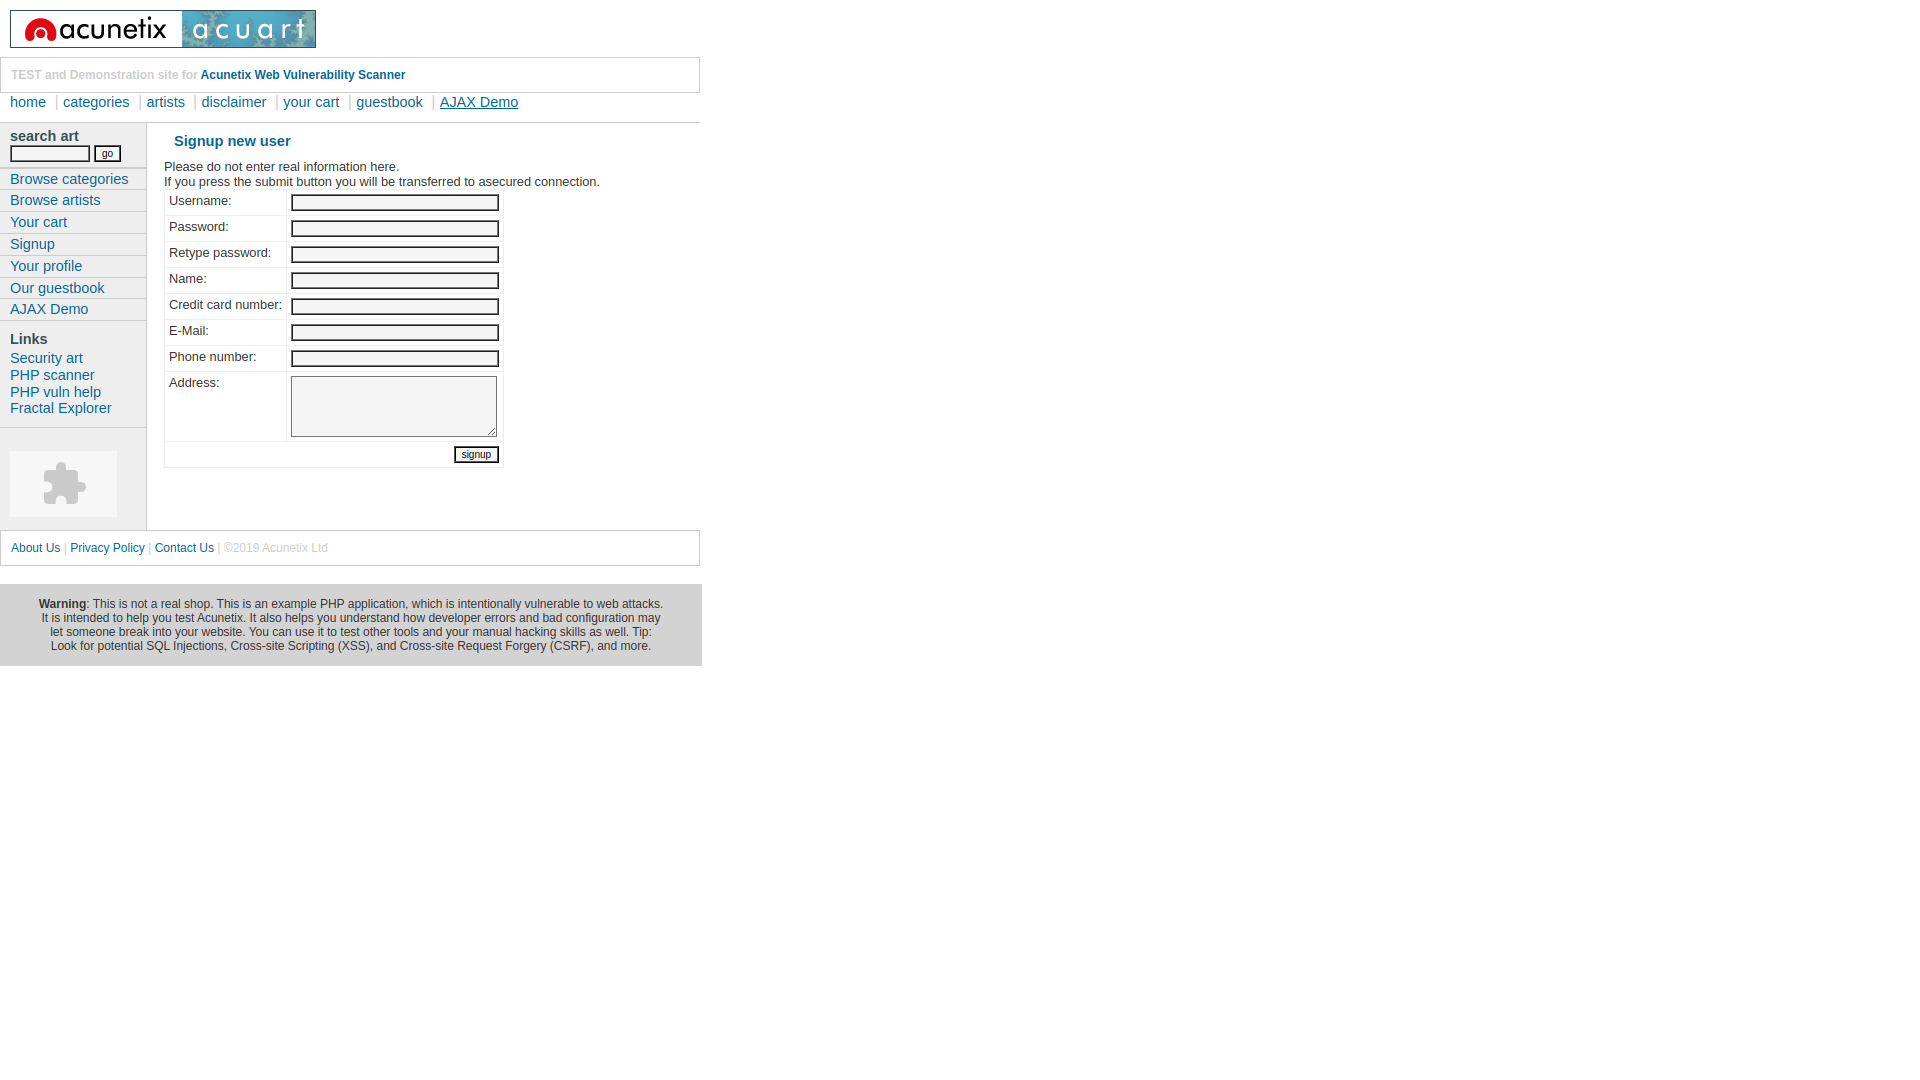 acunetix acuart
TEST and Demonstration site for Acunetix Web Vulnerability Scanner
home | categories | artists | disclaimer | your cart | guestbook | AJAX Demo
search art
go
Browse categories
Browse artists
Your cart
Signup
Your profile
Our guestbook
AJAX Demo
Links
Security art
PHP scanner
PHP vuln help
Fractal Explorer
Signup new user
Please do not enter real information here.
If you press the submit button you will be transferred to asecured connection.
Username:
Password:
Retype password:
Name:
Credit card number:
E-Mail:
Phone number:
Address:
signup
About Us | Privacy Policy | Contact Us | ©2019 Acunetix Ltd
Warning: This is not a real shop. This is an example PHP application, which is intentionally vulnerable to web attacks.
It is intended to help you test Acunetix. It also helps you understand how developer errors and bad configuration may
let someone break into your website. You can use it to test other tools and your manual hacking skills as well. Tip:
Look for potential SQL Injections, Cross-site Scripting (XSS), and Cross-site Request Forgery (CSRF), and more.